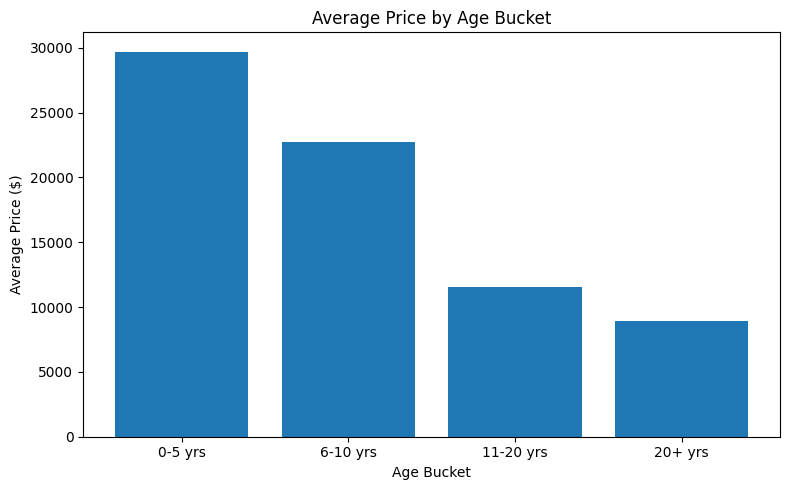 Average Price by Age Bucket
Average Price ($)
30000
25000
20000
15000
10000
5000
0
0-5 yrs
6-10 yrs
11-20 yrs
20+ yrs
Age Bucket